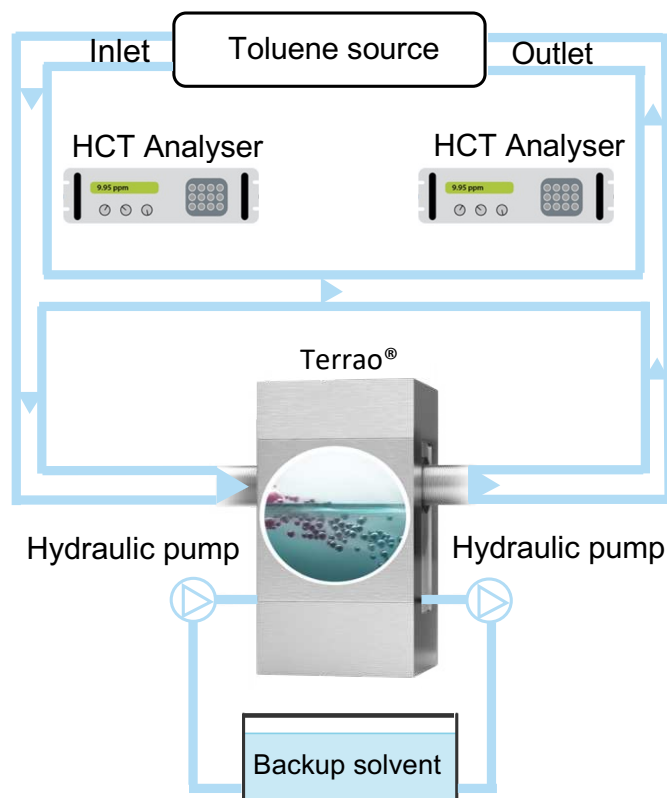 Toluene source
Inlet
Outlet
HCT Analyser
HCT Analyser
9.95 ppm
9.95 ppm
Terrao®
Hydraulic pump
Hydraulic pump
Backup solvent